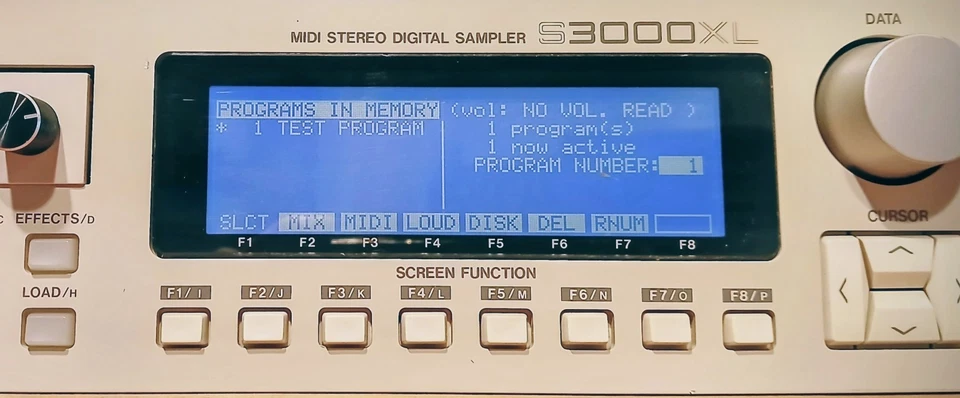 MIDI STEREO DIGITAL SAMPLER S3000XL
DATA
PROGRAMS IN MEMORY (vol: NO VOL. READ )
* 1 TEST PROGRAM 1 program(s)
1 now active
PROGRAM NUMBER: 1
SLCT MIX MIDI LOUD DISK DEL RNUM
F1 F2 F3 F4 F5 F6 F7 F8
EFFECTS/D
CURSOR
SCREEN FUNCTION
LOAD/H
F1/I F2/J F3/K F4/L F5/M F6/N F7/O F8/P